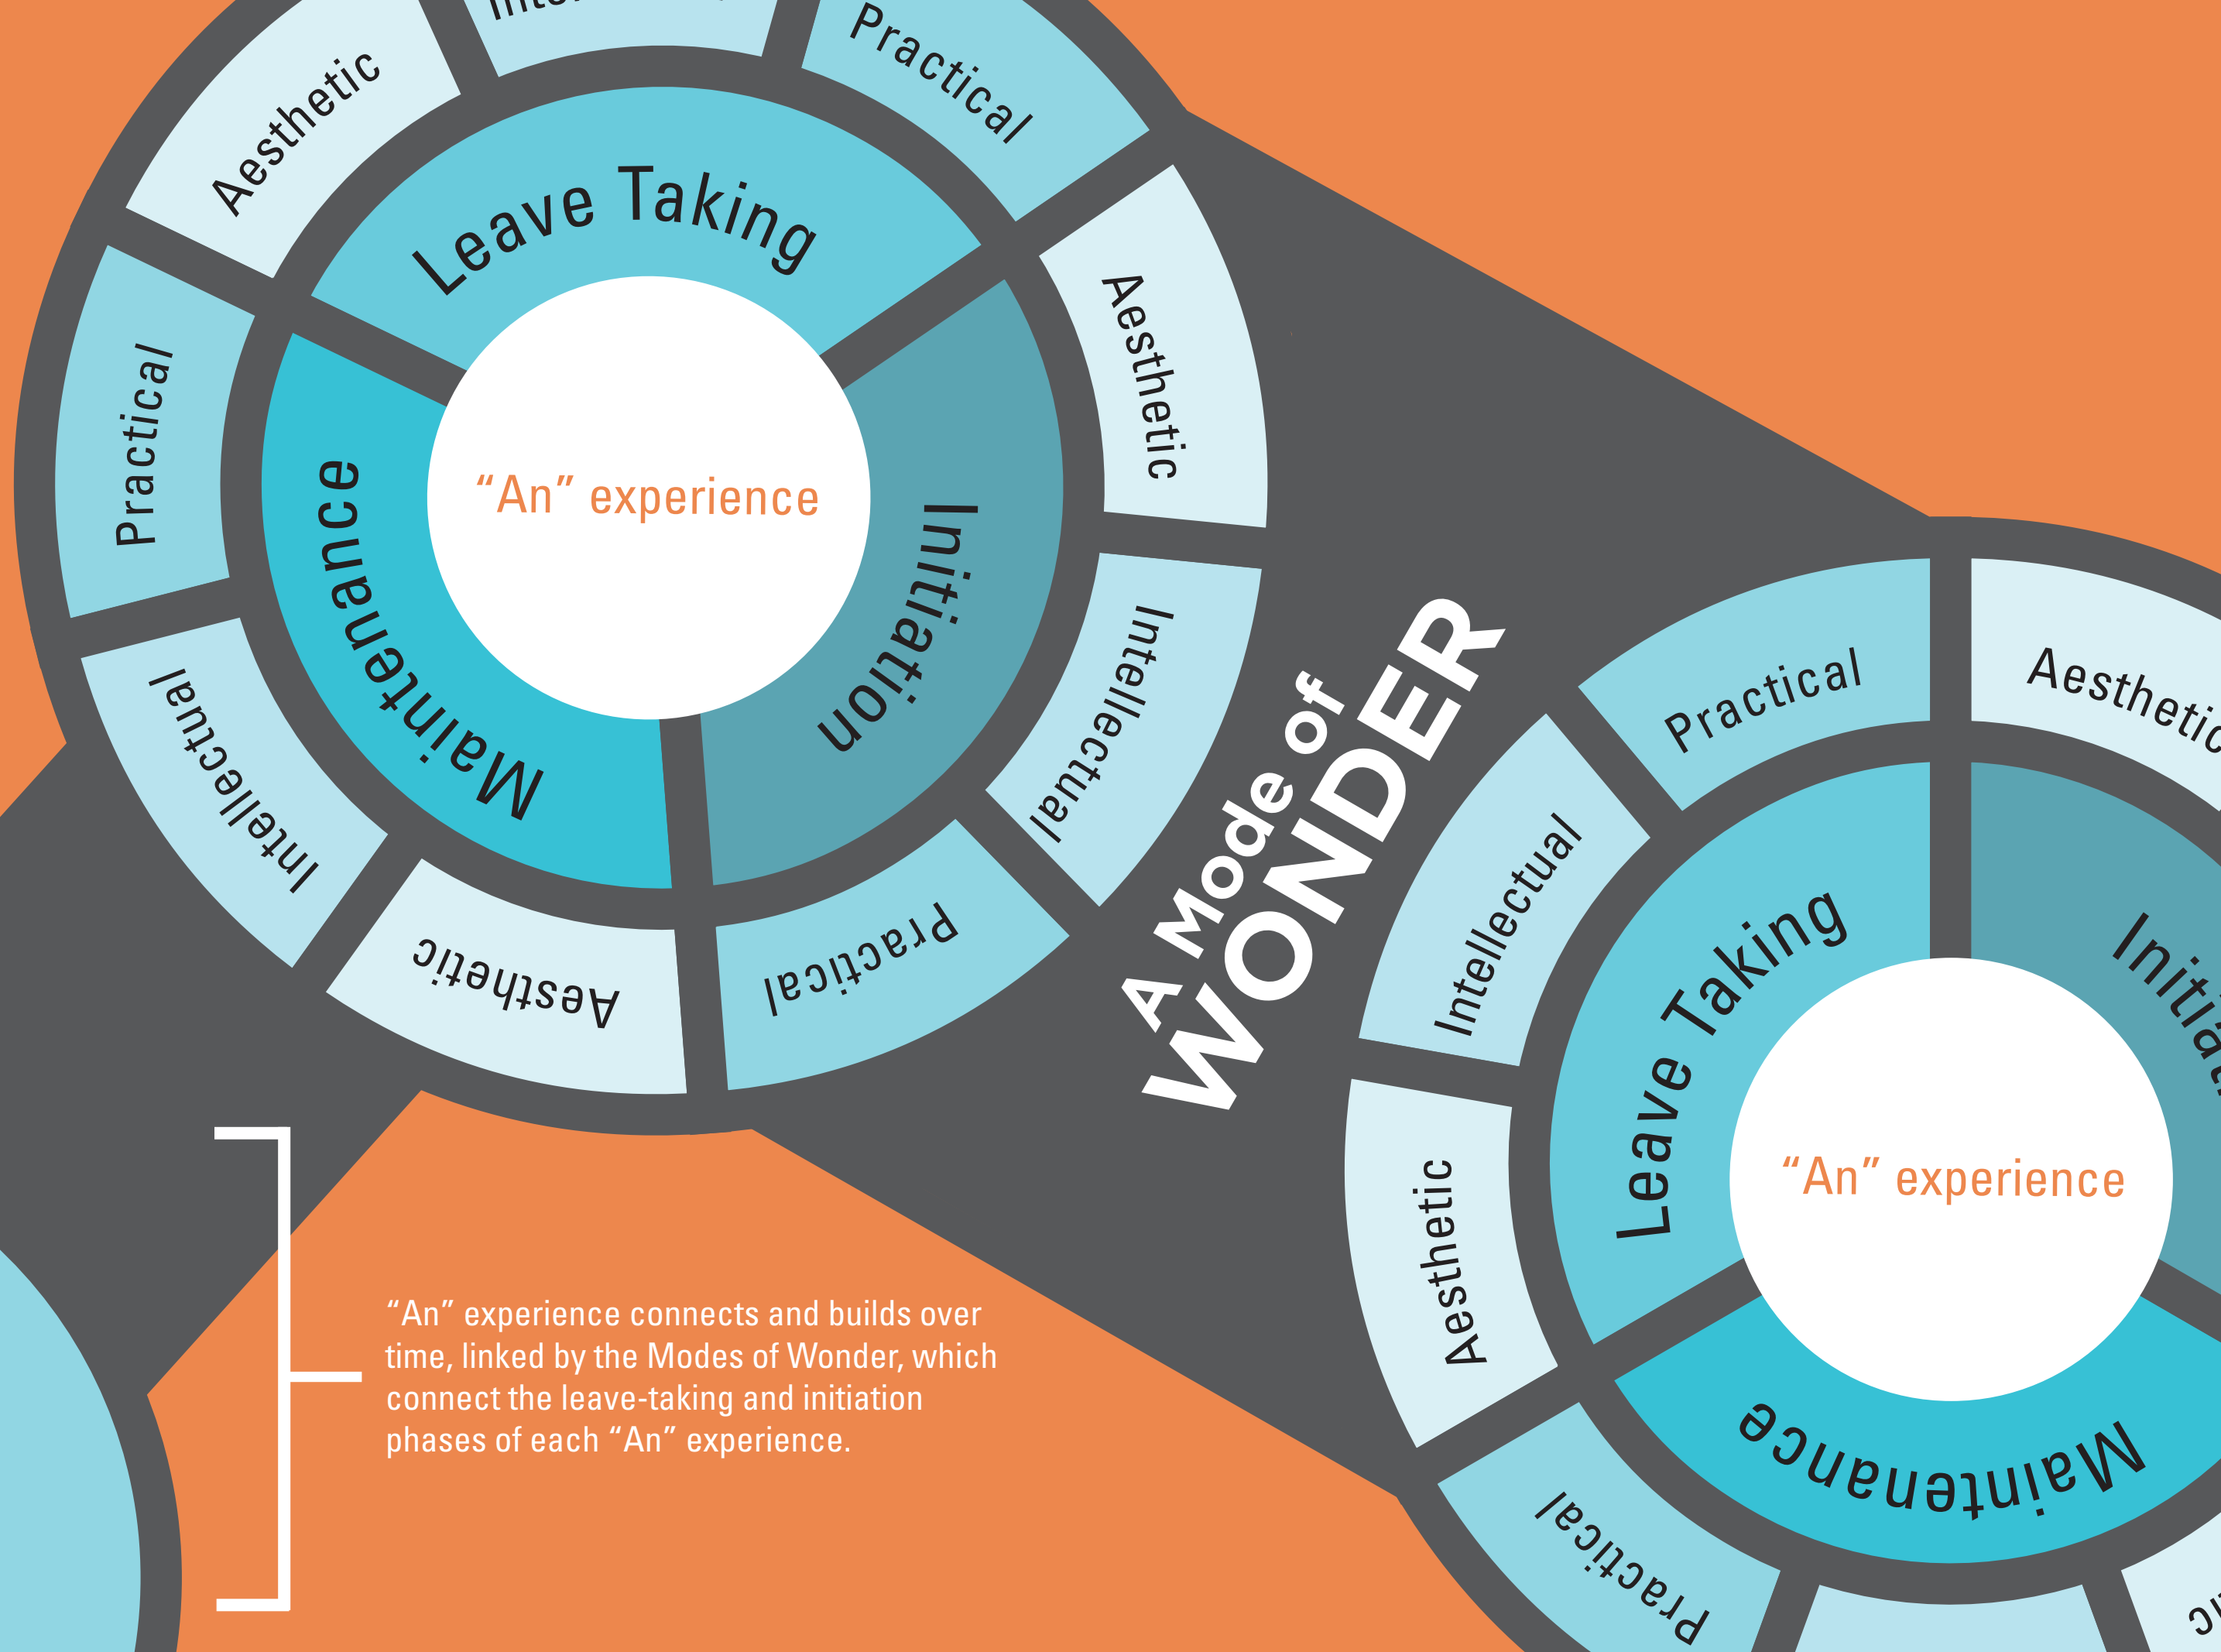 Practical
Aesthetic
Leave Taking
Aesthetic
Practical
"An" experience
Maintenance
Initiation
Intellectual
Intellectual
Aesthetic
Practical
A Mode of
WONDER
Practical
Aesthetic
Intellectual
Leave Taking
Aesthetic
"An" experience
Maintenance
Practical
“An” experience connects and builds over
time, linked by the Modes of Wonder, which
connect the leave-taking and initiation
phases of each “An” experience.